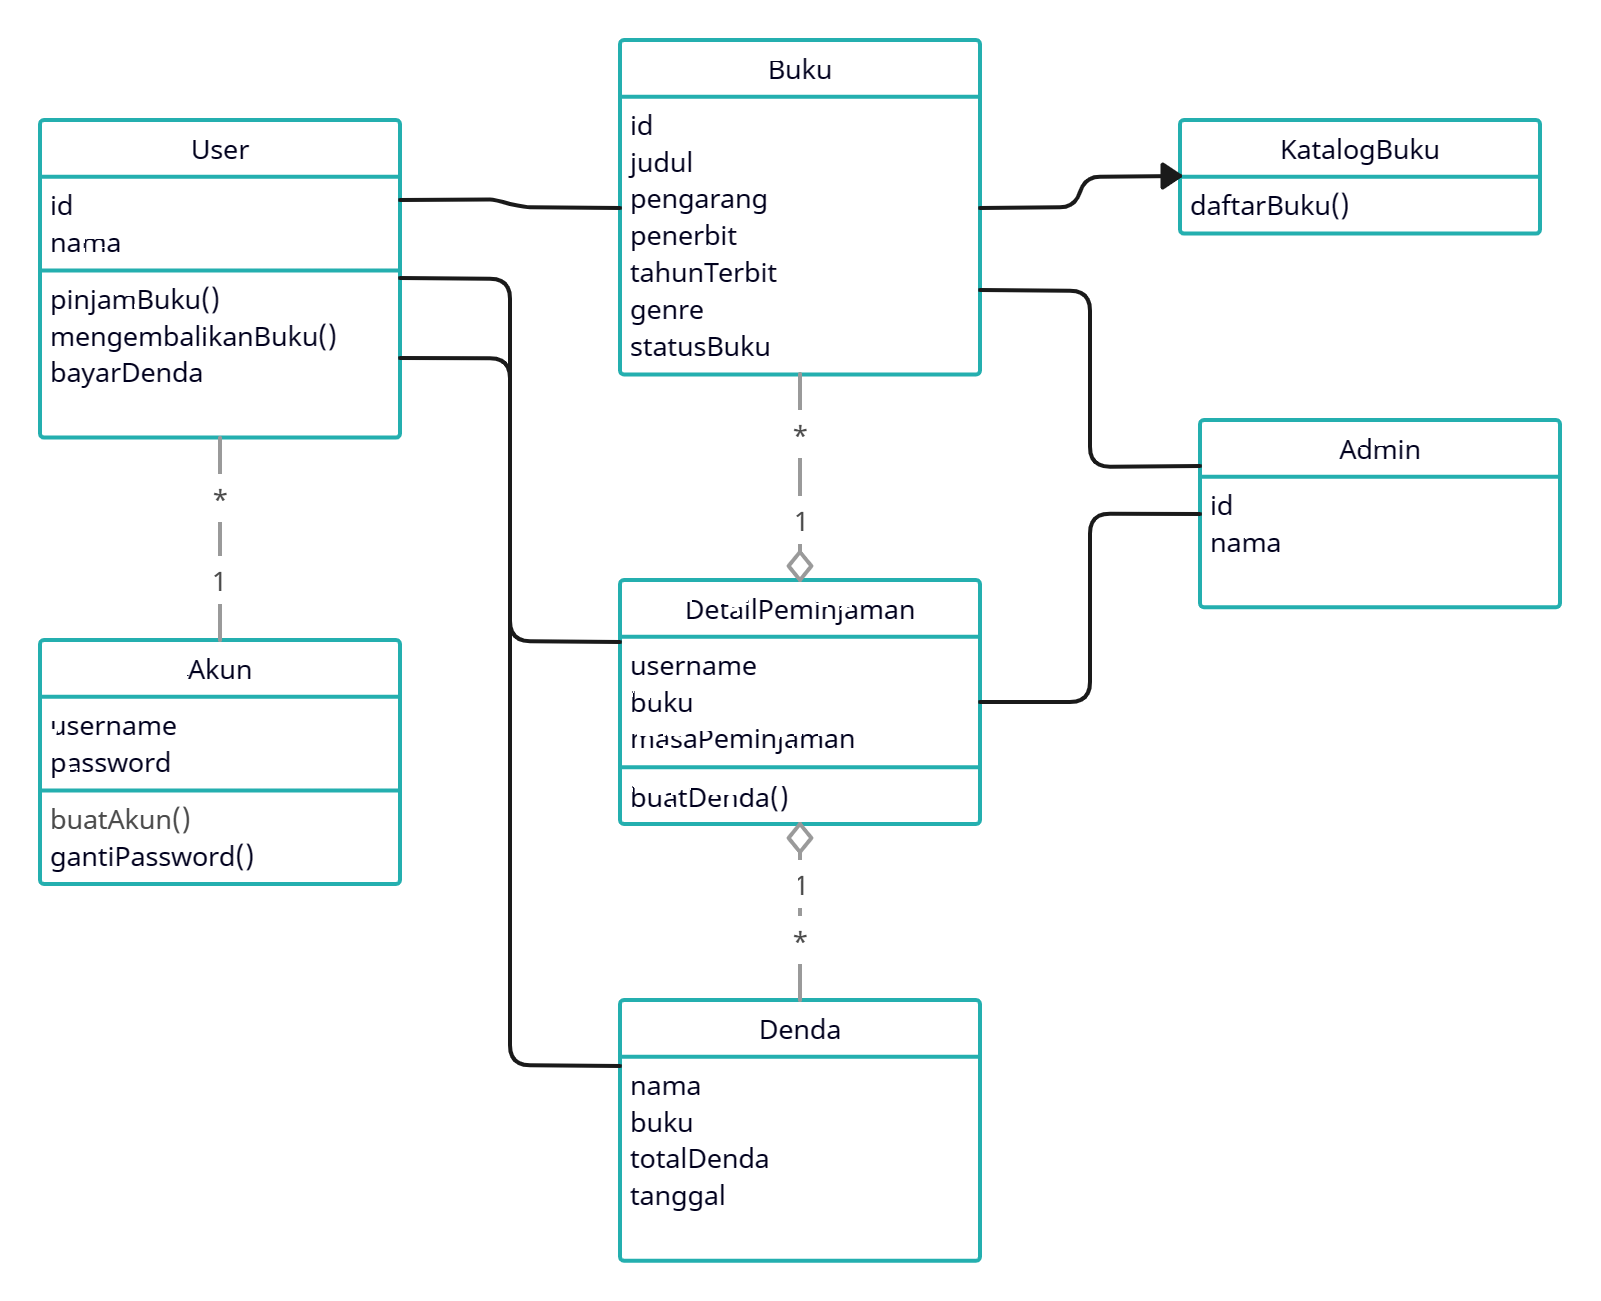 Buku
id
judul
pengarang
penerbit
tahunTerbit
genre
statusBuku
User
id
nama
pinjamBuku()
mengembalikanBuku()
bayarDenda
KatalogBuku
daftarBuku()
*
1
*
1
Admin
id
nama
DetailPeminjaman
username
buku
masaPeminjaman
buatDenda()
Akun
username
password
buatAkun()
gantiPassword()
1
*
Denda
nama
buku
totalDenda
tanggal